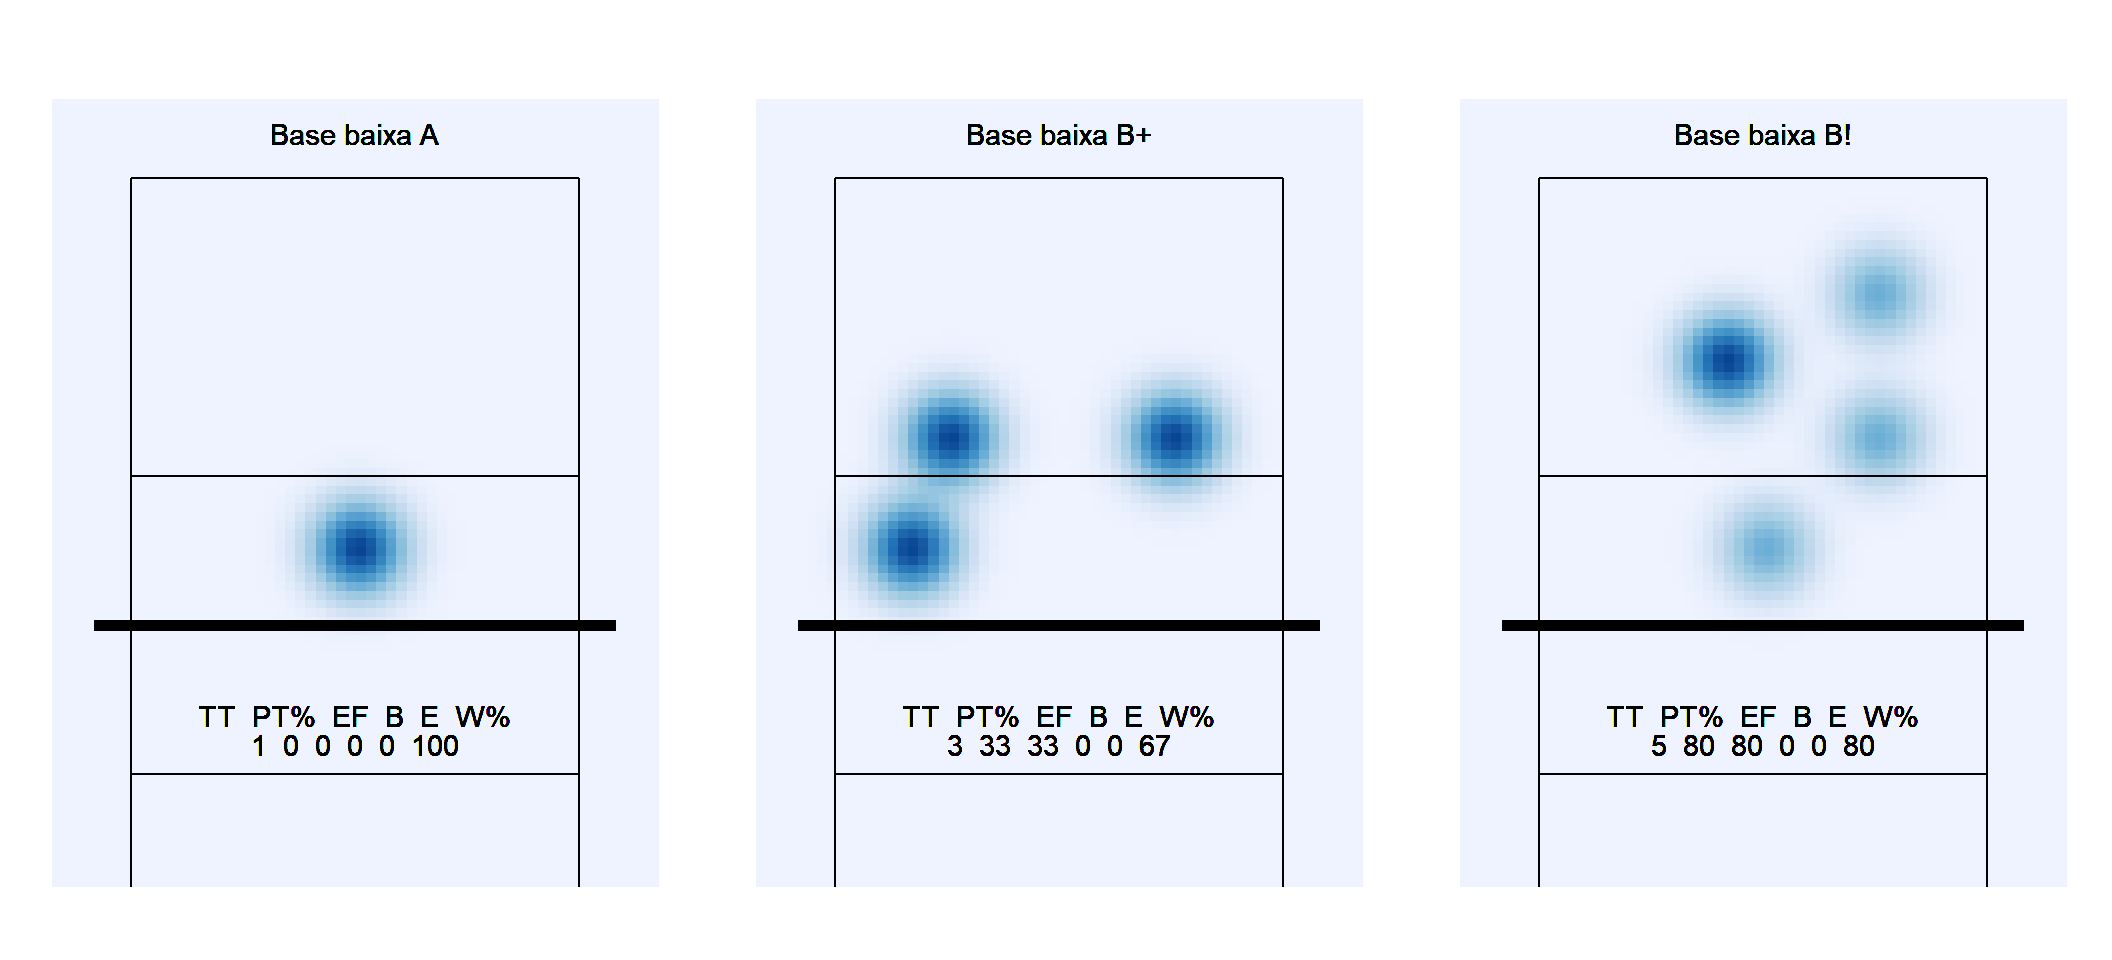 Base baixa A
TT PT% EF B E W%
1 0 0 0 0 100
Base baixa B+
TT PT% EF B E W%
3 33 33 0 0 67
Base baixa B!
TT PT% EF B E W%
5 80 80 0 0 80